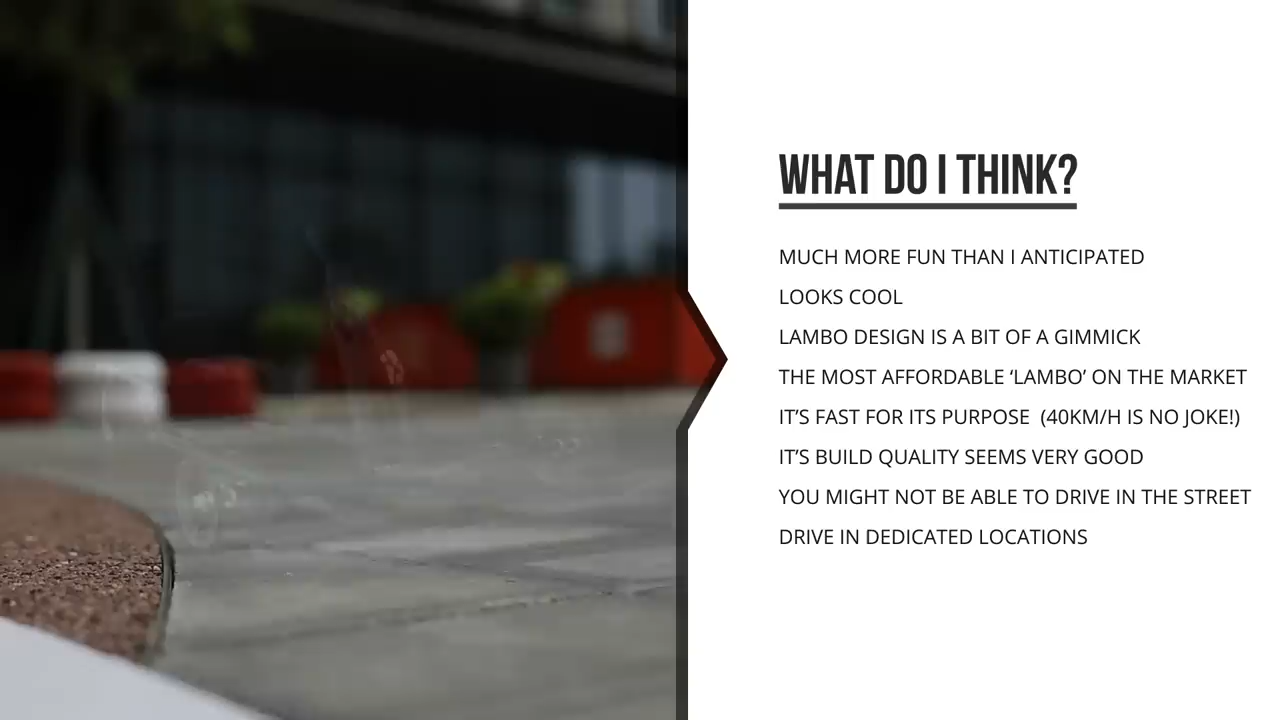 WHAT DO I THINK?
MUCH MORE FUN THAN I ANTICIPATED
LOOKS COOL
LAMBO DESIGN IS A BIT OF A GIMMICK
THE MOST AFFORDABLE ‘LAMBO’ ON THE MARKET
IT’S FAST FOR ITS PURPOSE  (40KM/H IS NO JOKE!)
IT’S BUILD QUALITY SEEMS VERY GOOD
YOU MIGHT NOT BE ABLE TO DRIVE IN THE STREET
DRIVE IN DEDICATED LOCATIONS